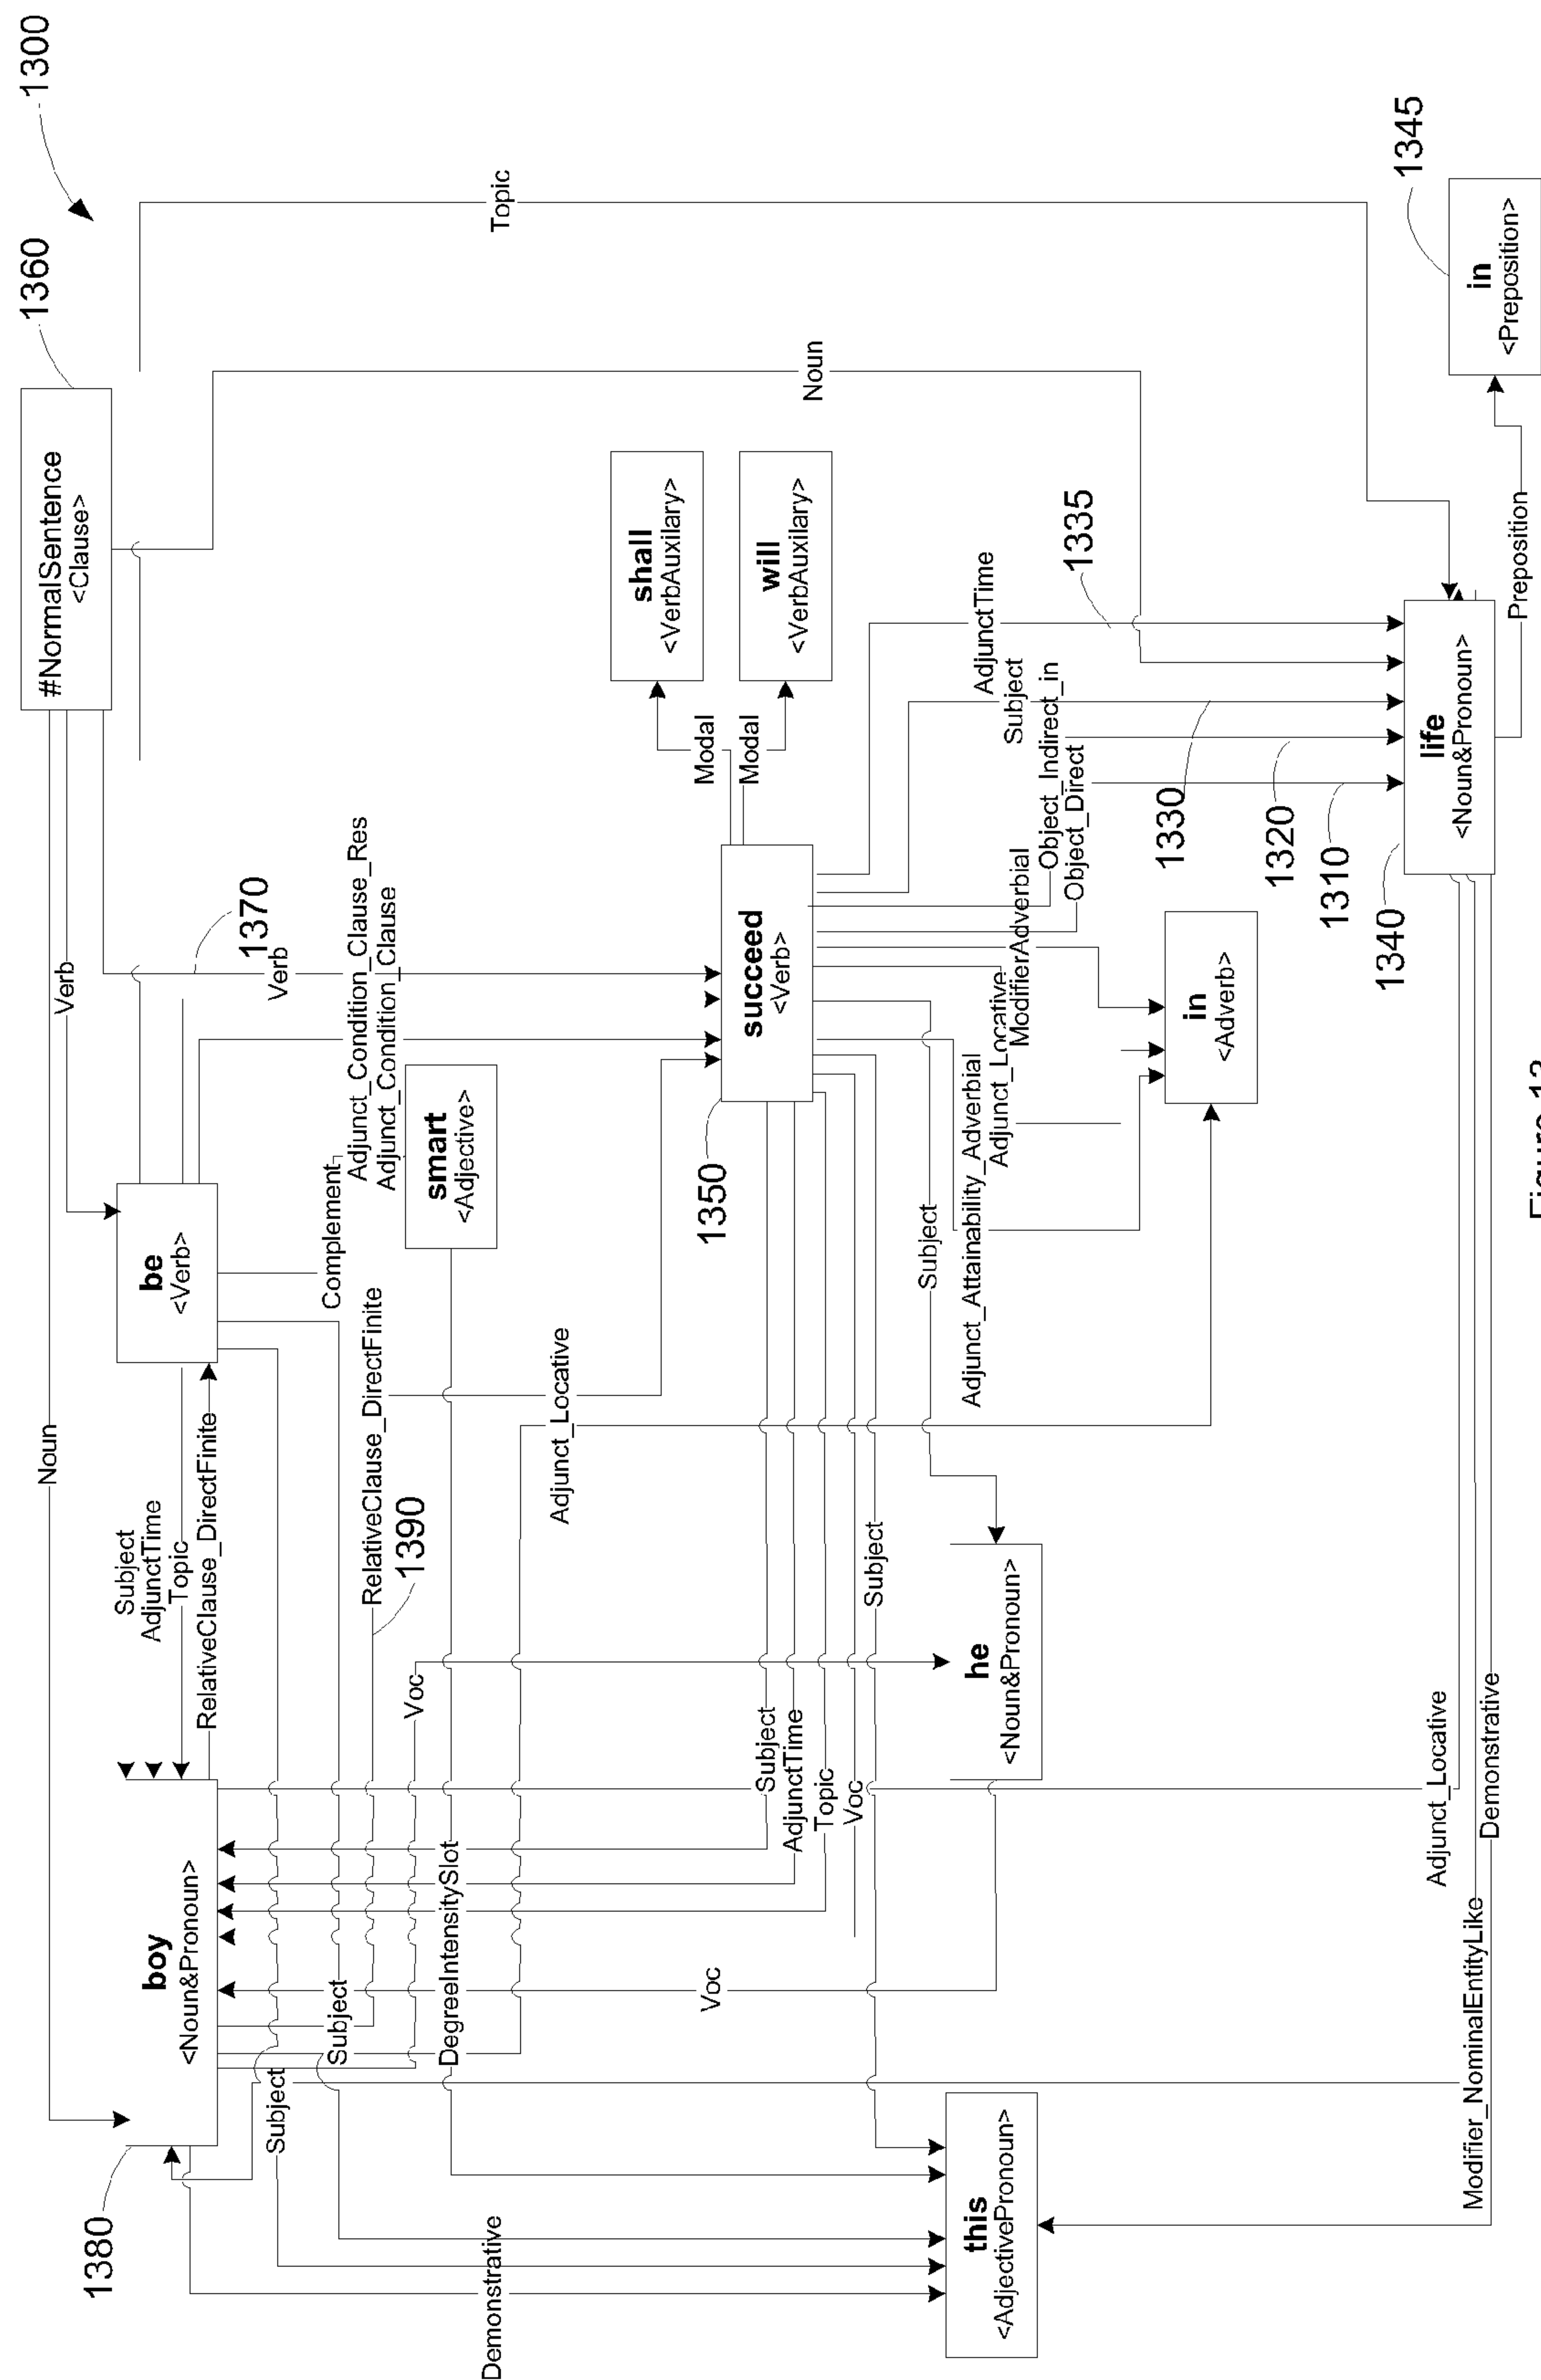 1300
1360
#NormalSentence
<Clause>
Topic
Noun
Verb
Noun
1370
Verb
be
<Verb>
Subject
AdjunctTime
Topic
RelativeClause_DirectFinite
boy
<Noun&Pronoun>
1380
Complement
Adjunct_Condition_Clause_Res
Adjunct_Condition_Clause
smart
<Adjective>
RelativeClause_DirectFinite
1390
Subject
Subject
Voc
DegreeIntensitySlot
Adjunct_Locative
Demonstrative
shall
<VerbAuxilary>
will
<VerbAuxilary>
Modal
Modal
succeed
<Verb>
1350
Subject
AdjunctTime
Topic
Voc
Voc
Subject
Subject
Adjunct_Attainability_Adverbial
Adjunct_Locative
ModifierAdverbial
Object_Indirect_in
Object_Direct
AdjunctTime
Subject
1335
1330
1320
1310
1340
he
<Noun&Pronoun>
this
<AdjectivePronoun>
in
<Adverb>
life
<Noun&Pronoun>
1345
in
<Preposition>
Preposition
Adjunct_Locative
Modifier_NominalEntityLike
Demonstrative
Figure 13